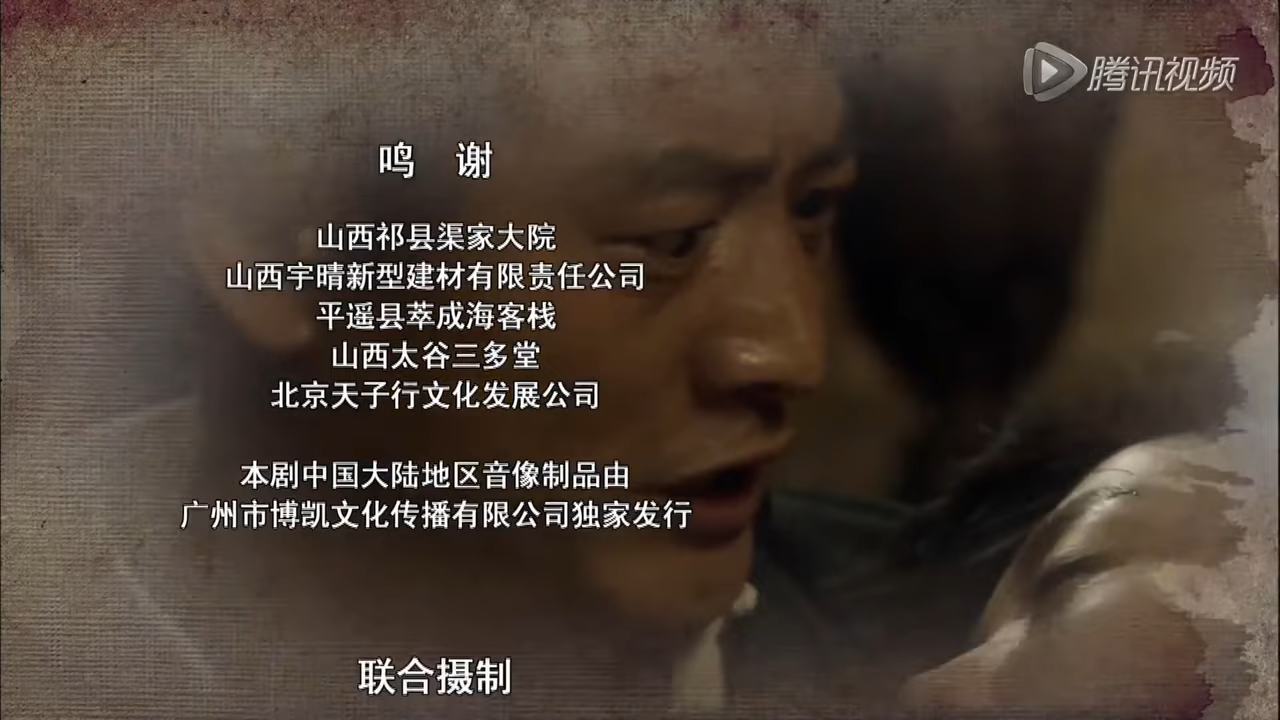 腾讯视频
鸣 谢
山西祁县渠家大院
山西宇晴新型建材有限责任公司
平遥县萃成海客栈
山西太谷三多堂
北京天子行文化发展公司
本剧中国大陆地区音像制品由
广州市博凯文化传播有限公司独家发行
联合摄制